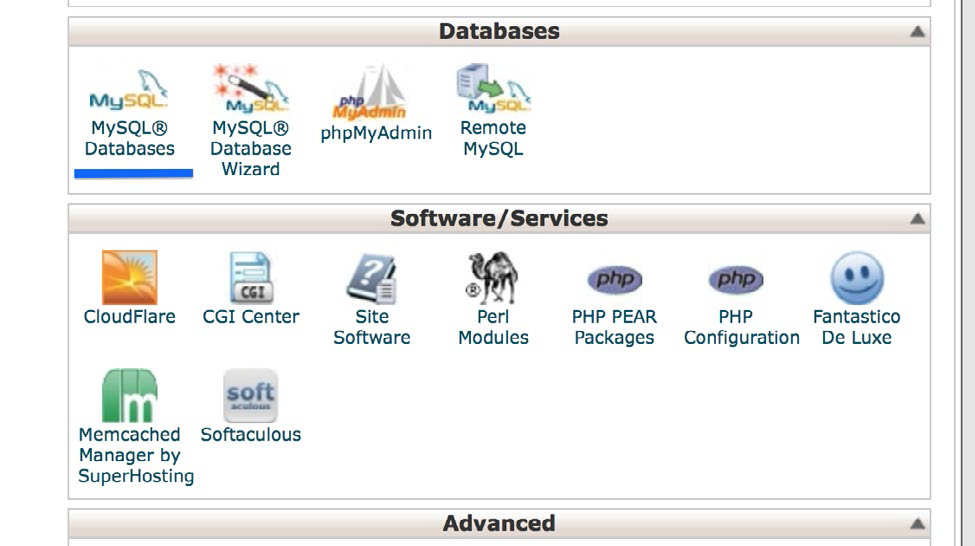 Databases
MySQL
MySQL
php
MyAdmin
MySQL
MySQL®
Databases
MySQL®
Database
Wizard
phpMyAdmin
Remote
MySQL
Software/Services
CGI
?
®
php
php
CloudFlare
CGI Center
Site
Software
Perl
Modules
PHP PEAR
Packages
PHP
Configuration
Fantastico
De Luxe
m
soft
aculous
Memcached
Manager by
SuperHosting
Softaculous
Advanced